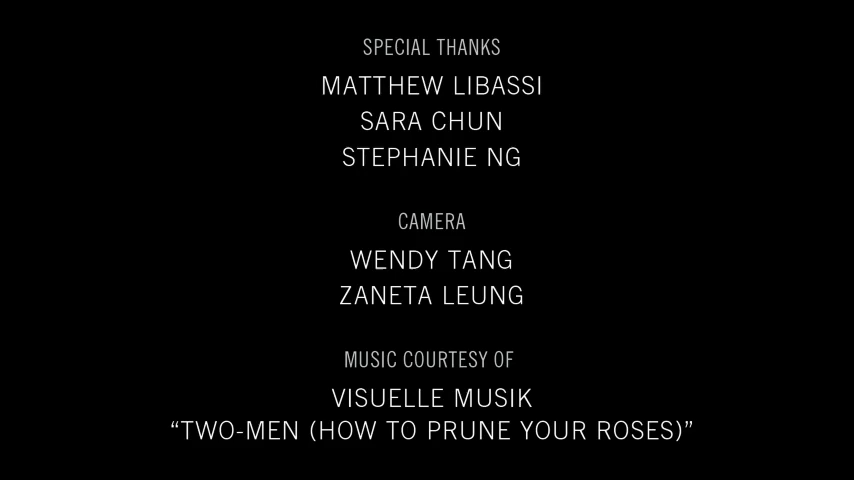 SPECIAL THANKS
MATTHEW LIBASSI
SARA CHUN
STEPHANIE NG
CAMERA
WENDY TANG
ZANETA LEUNG
MUSIC COURTESY OF
VISUELLE MUSIK
“TWO-MEN (HOW TO PRUNE YOUR ROSES)”